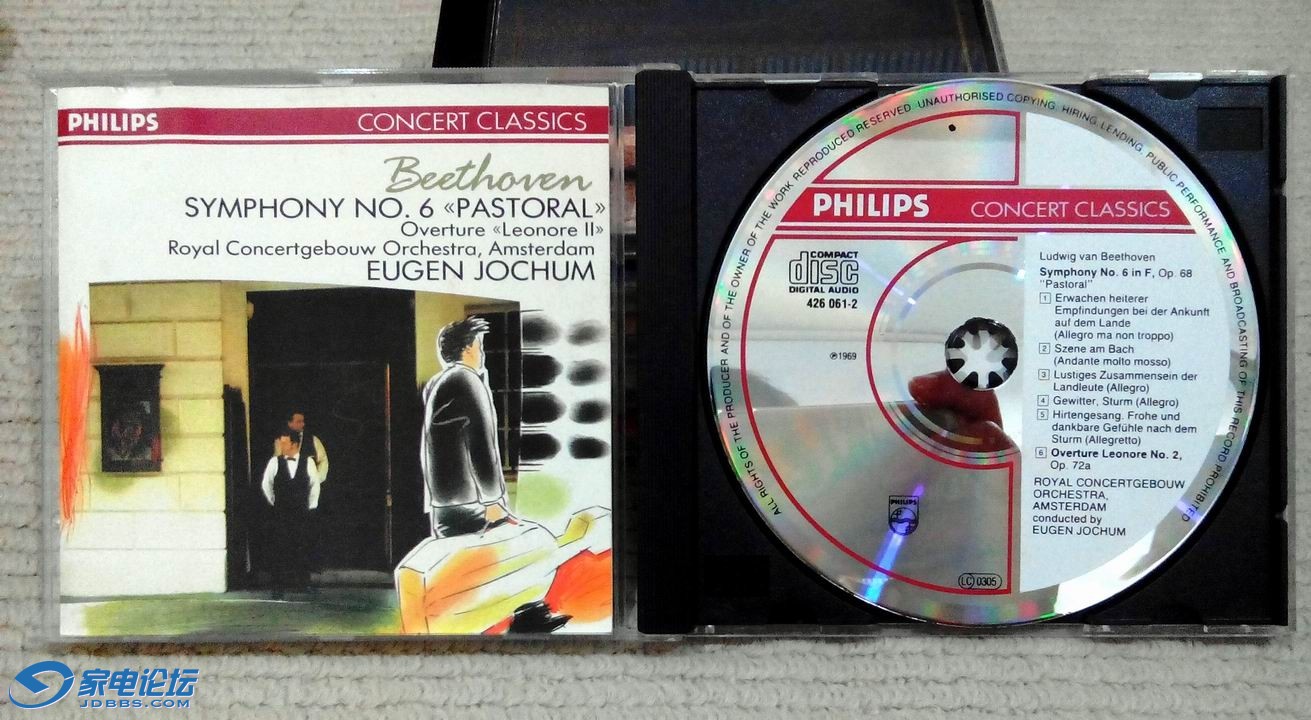 PHILIPS
CONCERT CLASSICS
Beethoven
SYMPHONY NO. 6 «PASTORAL»
Overture «Leonore II»
Royal Concertgebouw Orchestra, Amsterdam
EUGEN JOCHUM
ALL RIGHTS OF THE PRODUCER AND OF THE OWNER OF THE WORK REPRODUCED RESERVED. UNAUTHORISED COPYING, HIRING, LENDING, PUBLIC PERFORMANCE AND BROADCASTING OF THIS RECORD PROHIBITED
PHILIPS
CONCERT CLASSICS
COMPACT
disc
DIGITAL AUDIO
426 061-2
℗1969
Ludwig van Beethoven
Symphony No. 6 in F, Op. 68
"Pastoral"
1 Erwachen heiterer
Empfindungen bei der Ankunft
auf dem Lande
(Allegro ma non troppo)
2 Szene am Bach
(Andante molto mosso)
3 Lustiges Zusammensein der
Landleute (Allegro)
4 Gewitter, Sturm (Allegro)
5 Hirtengesang. Frohe und
dankbare Gefühle nach dem
Sturm (Allegretto)
6 Overture Leonore No. 2,
Op. 72a
ROYAL CONCERTGEBOUW
ORCHESTRA,
AMSTERDAM
conducted by
EUGEN JOCHUM
PHILIPS
LC 0305
家电论坛
JDBBS.COM